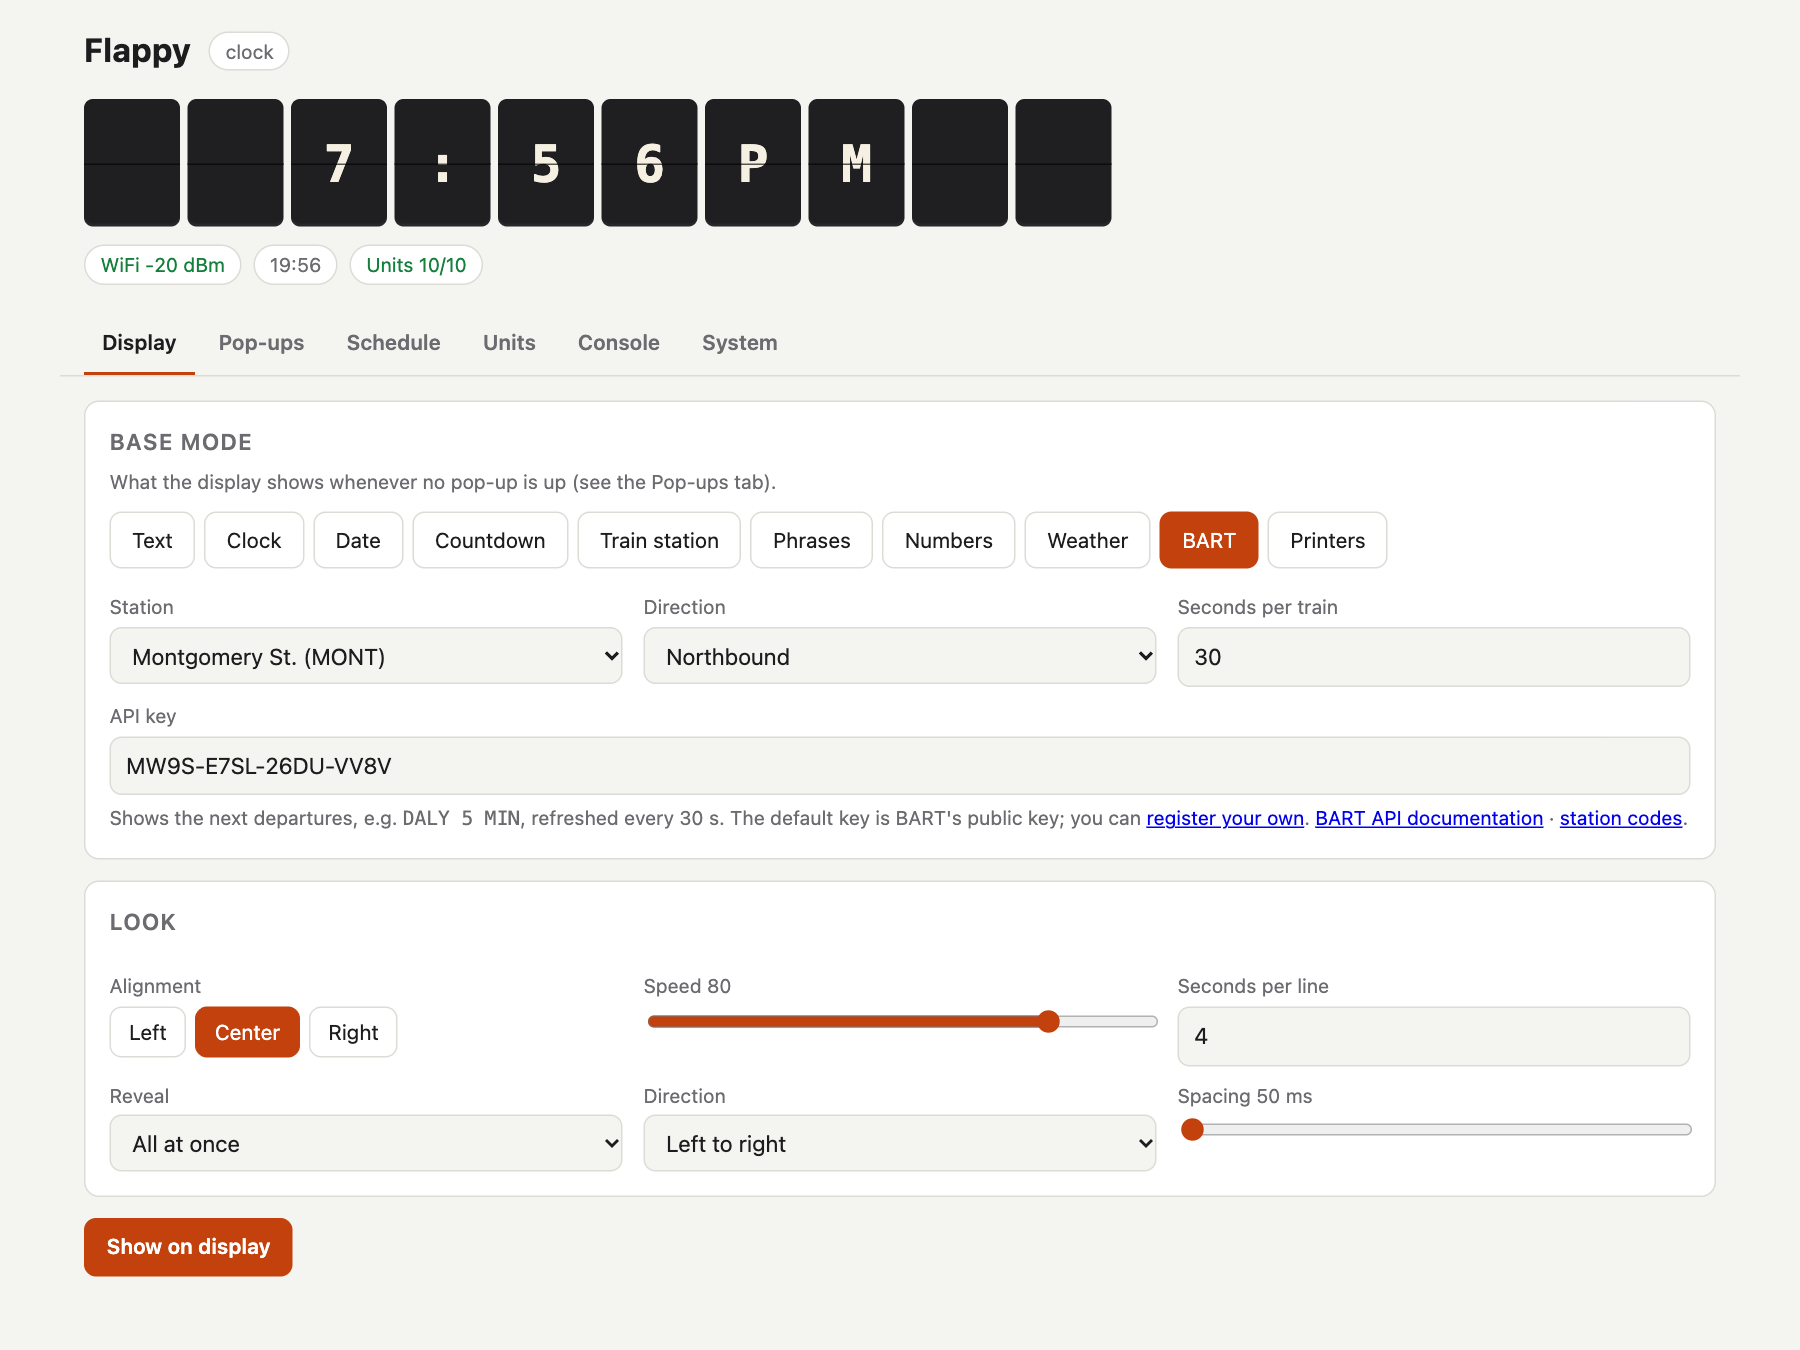 Flappy clock
7 : 5 6 P M
WiFi -20 dBm 19:56 Units 10/10
Display Pop-ups Schedule Units Console System
BASE MODE
What the display shows whenever no pop-up is up (see the Pop-ups tab).
Text Clock Date Countdown Train station Phrases Numbers Weather BART Printers
Station Direction Seconds per train
Montgomery St. (MONT) Northbound 30
API key
MW9S-E7SL-26DU-VV8V
Shows the next departures, e.g. DALY 5 MIN, refreshed every 30 s. The default key is BART's public key; you can register your own. BART API documentation · station codes.
LOOK
Alignment Speed 80 Seconds per line
Left Center Right 4
Reveal Direction Spacing 50 ms
All at once Left to right
Show on display